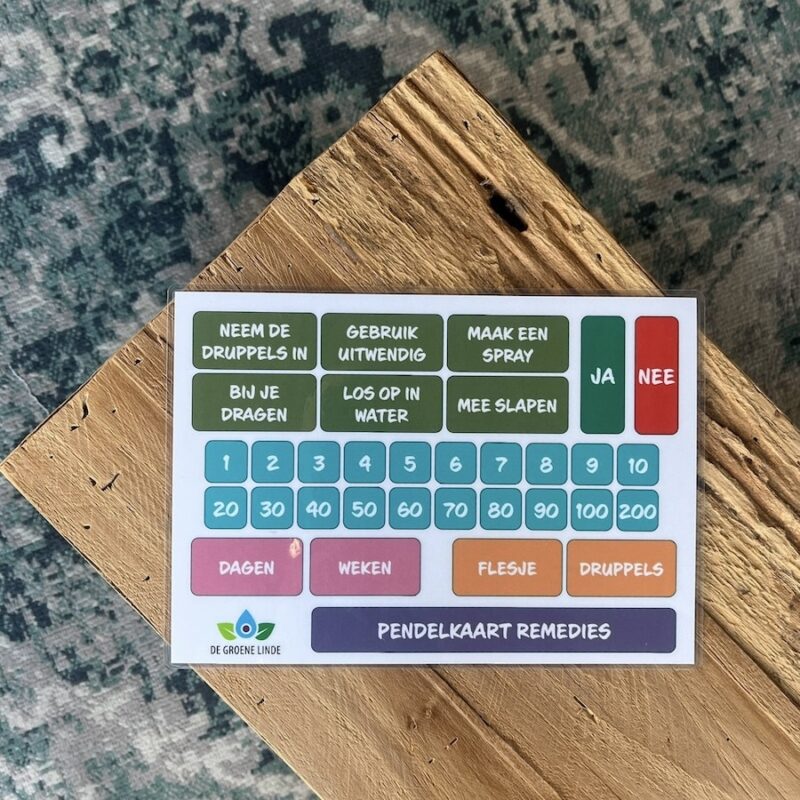 NEEM DE
DRUPPELS IN
GEBRUIK
UITWENDIG
MAAK EEN
SPRAY
JA
NEE
BIJ JE
DRAGEN
LOS OP IN
WATER
MEE SLAPEN
1 2 3 4 5 6 7 8 9 10
20 30 40 50 60 70 80 90 100 200
DAGEN WEKEN FLESJE DRUPPELS
DE GROENE LINDE
PENDELKAART REMEDIES